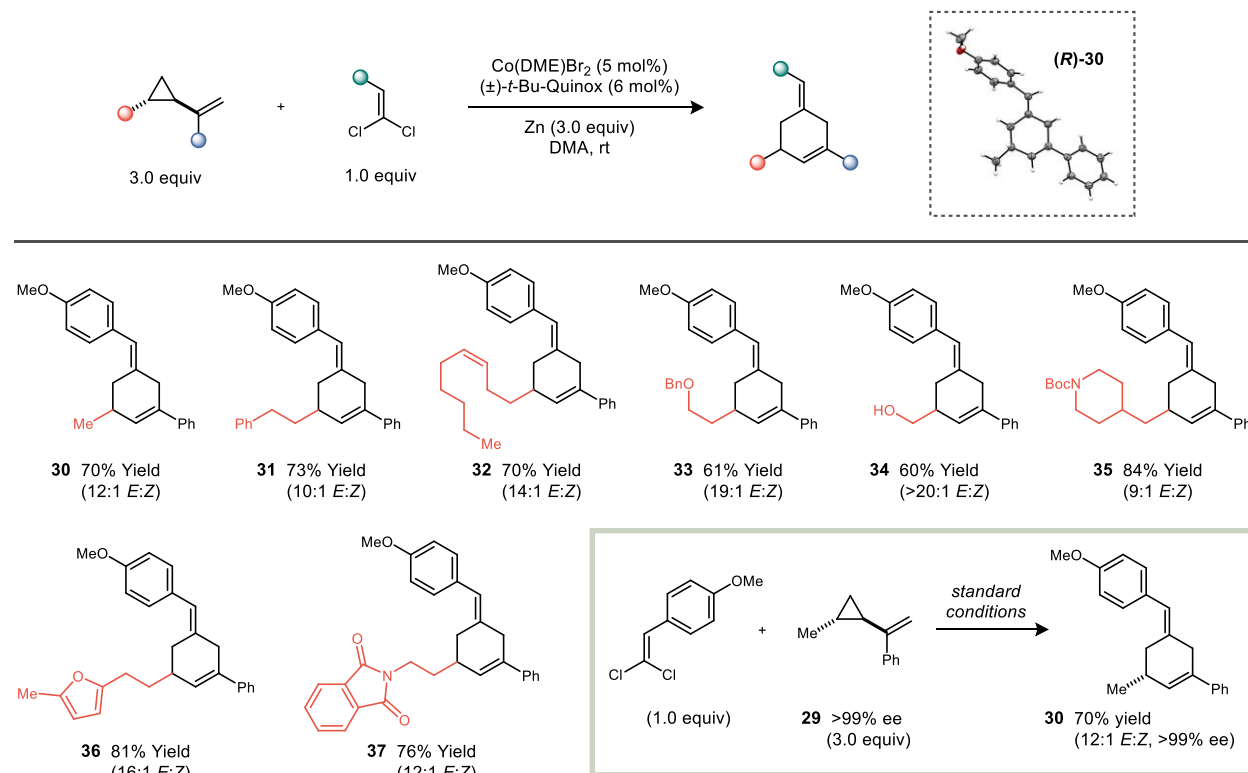 Cl Cl
3.0 equiv
+
1.0 equiv
Co(DME)Br2 (5 mol%)
(±)-t-Bu-Quinox (6 mol%)
Zn (3.0 equiv)
DMA, rt
(R)-30
MeO
Me
Ph
30 70% Yield
(12:1 E:Z)
MeO
Ph
Ph
31 73% Yield
(10:1 E:Z)
MeO
Me
Ph
32 70% Yield
(14:1 E:Z)
MeO
BnO
Ph
33 61% Yield
(19:1 E:Z)
MeO
HO
Ph
34 60% Yield
(>20:1 E:Z)
MeO
BocN
Ph
35 84% Yield
(9:1 E:Z)
MeO
Me
O
Ph
36 81% Yield
(16:1 E:Z)
MeO
O
N
O
Ph
37 76% Yield
(12:1 E:Z)
OMe
Cl Cl
(1.0 equiv)
+
Me
Ph
29 >99% ee
(3.0 equiv)
standard
conditions
MeO
Me
Ph
30 70% yield
(12:1 E:Z, >99% ee)